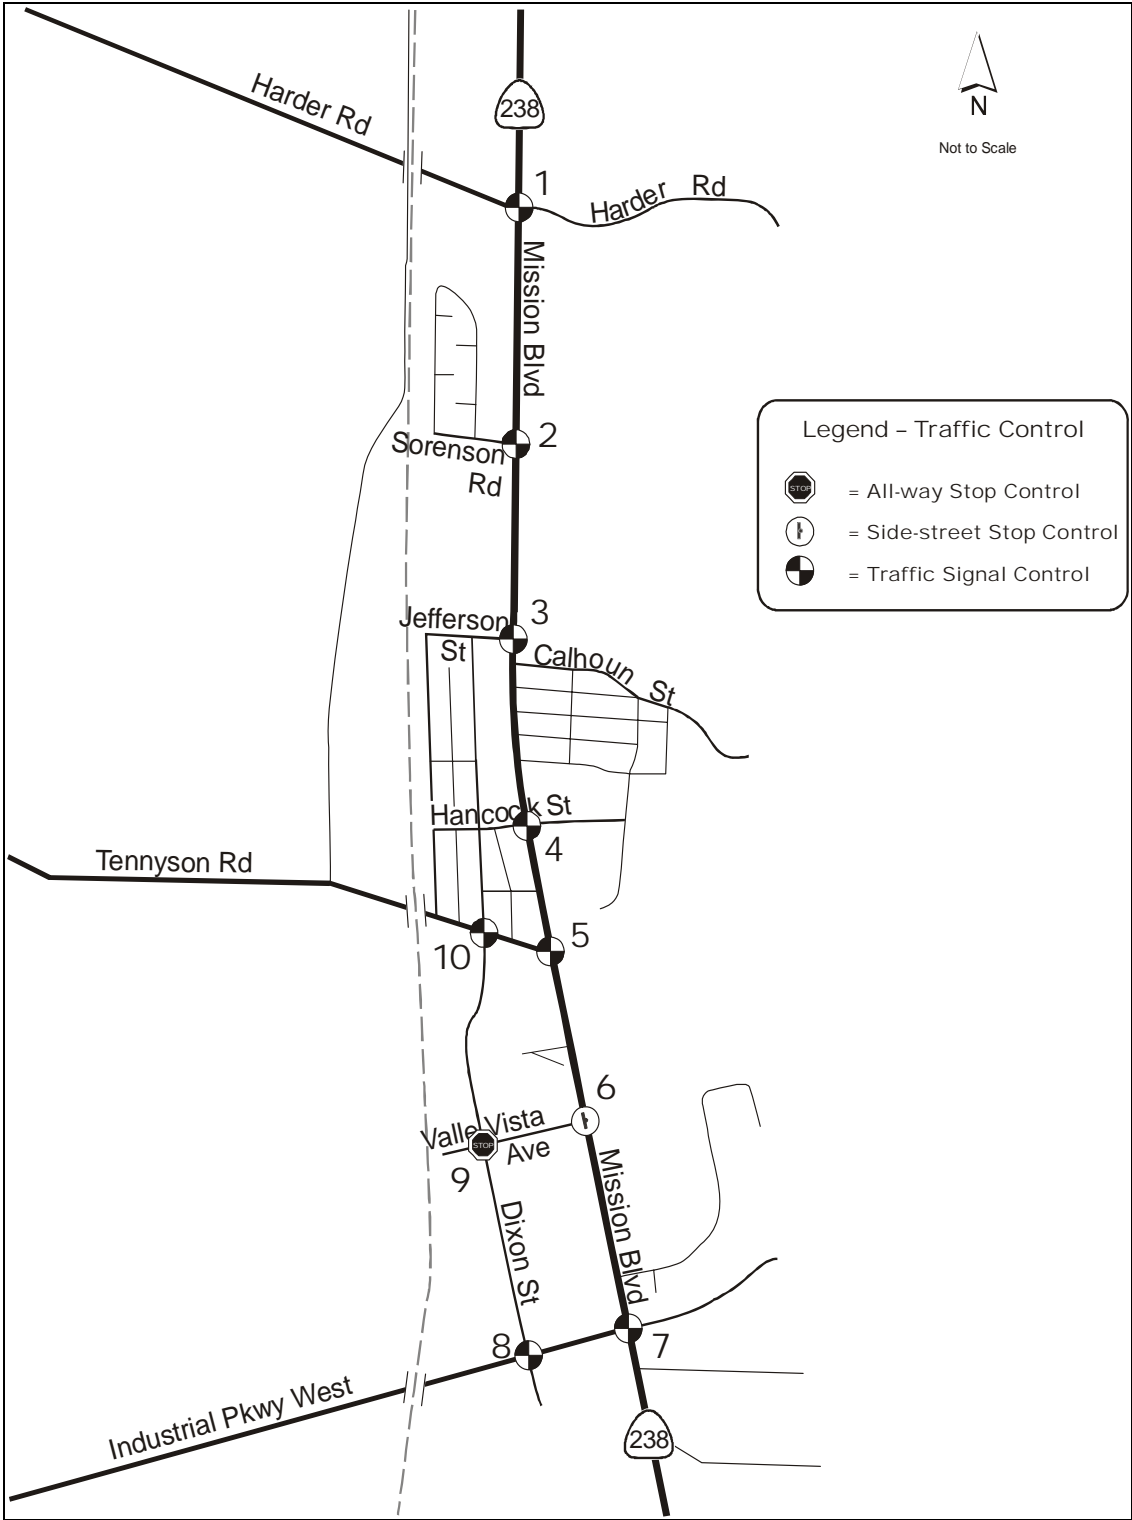 238
Harder Rd
N
Not to Scale
1
Harder Rd
Mission Blvd
2
Sorenson
Rd
Legend – Traffic Control
STOP = All-way Stop Control
= Side-street Stop Control
= Traffic Signal Control
3
Jefferson
St
Calhoun St
Hancock St
4
Tennyson Rd
5
10
6
Valle Vista
Ave
STOP
9
Mission Blvd
Dixon St
8
7
Industrial Pkwy West
238